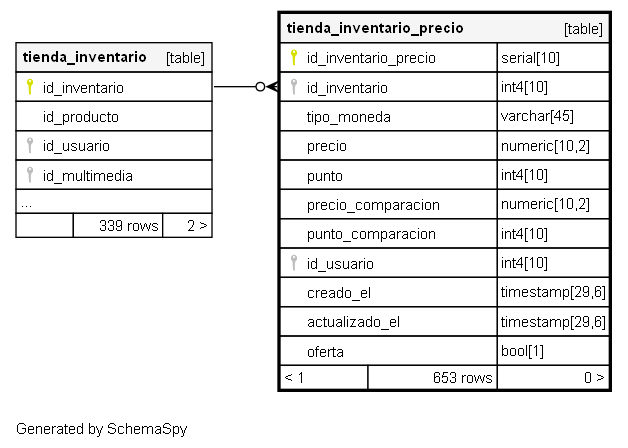 tienda_inventario [table]
id_inventario
id_producto
id_usuario
id_multimedia
...
339 rows 2 >
tienda_inventario_precio [table]
id_inventario_precio serial[10]
id_inventario int4[10]
tipo_moneda varchar[45]
precio numeric[10,2]
punto int4[10]
precio_comparacion numeric[10,2]
punto_comparacion int4[10]
id_usuario int4[10]
creado_el timestamp[29,6]
actualizado_el timestamp[29,6]
oferta bool[1]
< 1 653 rows 0 >
Generated by SchemaSpy